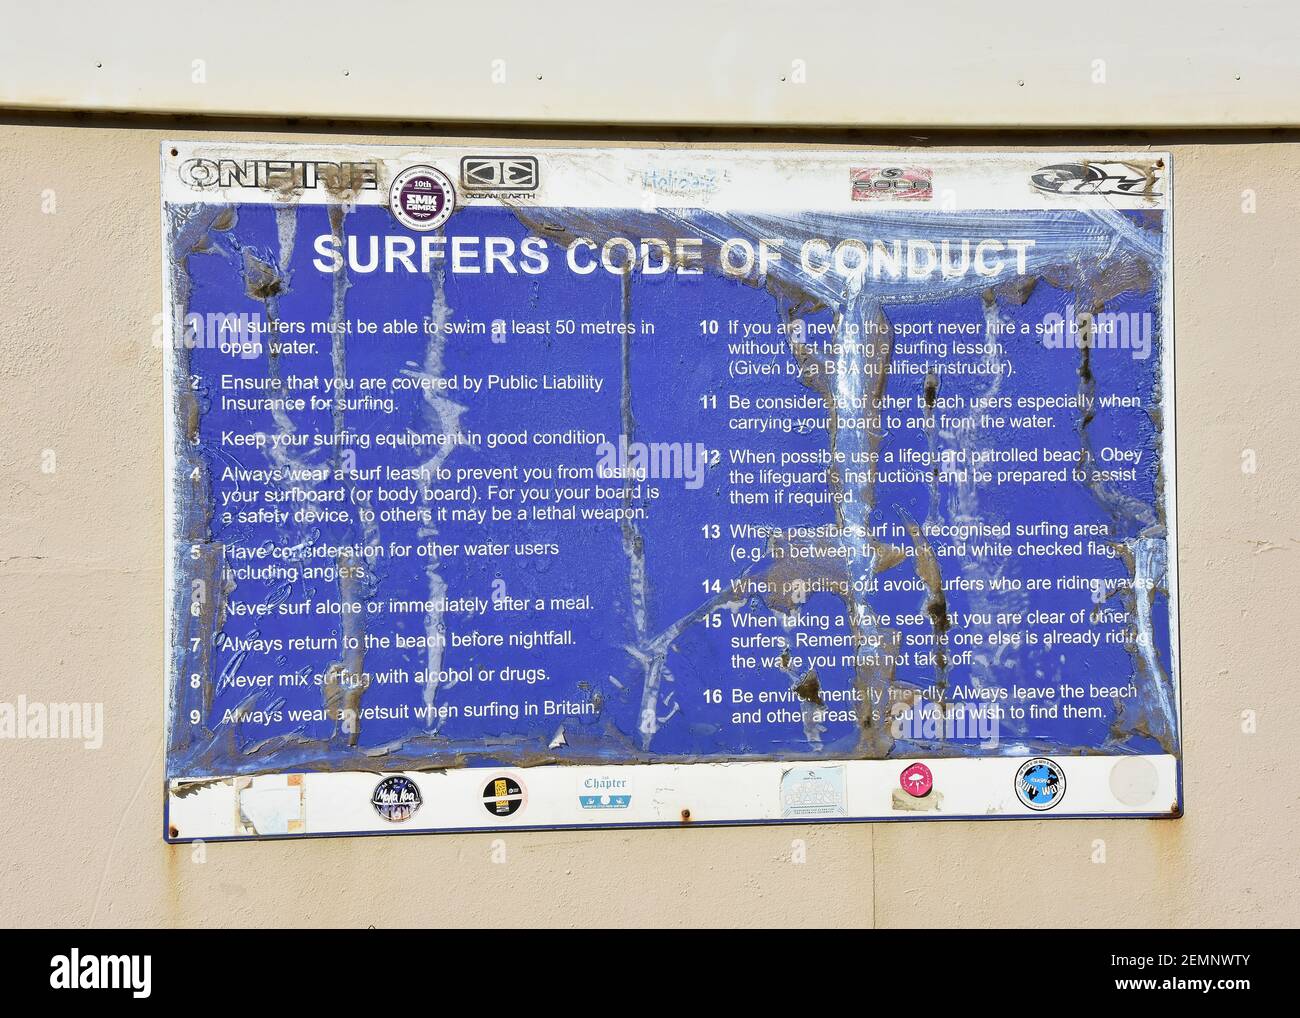 ONFIRE
10th
SMK
CAMPS
OCEAN EARTH
SOLA
SURFERS CODE OF CONDUCT
1 All surfers must be able to swim at least 50 metres in
open water.
2 Ensure that you are covered by Public Liability
Insurance for surfing.
3 Keep your surfing equipment in good condition
4 Always wear a surf leash to prevent you from losing
your surfboard (or body board). For you your board is
a safety device, to others it may be a lethal weapon.
5 Have consideration for other water users
including anglers
6 Never surf alone or immediately after a meal.
7 Always return to the beach before nightfall.
8 Never mix surfing with alcohol or drugs.
9 Always wear a wetsuit when surfing in Britain.
10 If you are new to the sport never hire a surf board
without first having a surfing lesson.
(Given by a BSA qualified instructor).
11 Be considerate of other beach users especially when
carrying your board to and from the water.
12 When possible use a lifeguard patrolled beach. Obey
the lifeguard's instructions and be prepared to assist
them if required.
13 Where possible surf in a recognised surfing area
(e.g. in between the black and white checked flags
14 When paddling out avoid surfers who are riding waves
15 When taking a wave see that you are clear of other
surfers. Remember, if some one else is already riding
the wave you must not take off.
16 Be environmentally friendly. Always leave the beach
and other areas as you would wish to find them.
Chapter
alamy
Image ID: 2EMNWTY
www.alamy.com